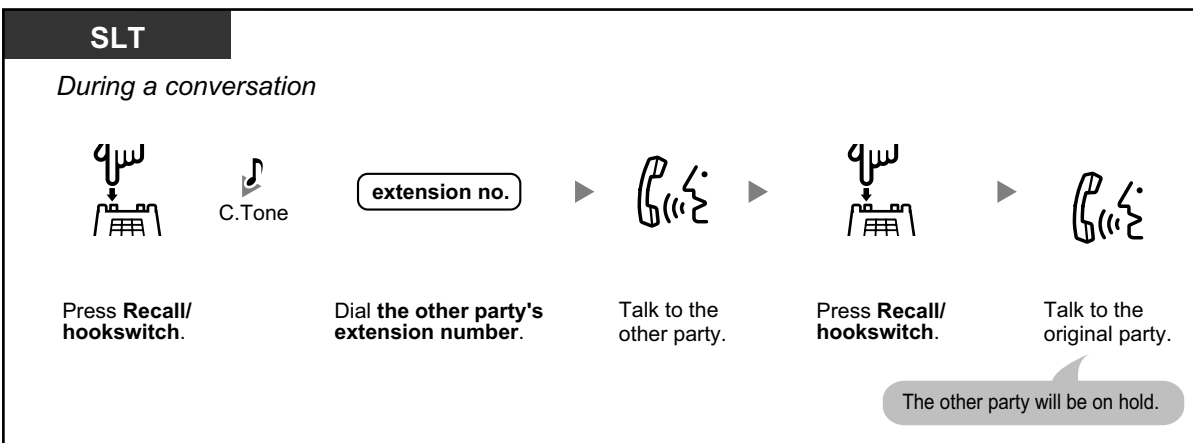 SLT
During a conversation
C.Tone
extension no.
Press Recall/
hookswitch.
Dial the other party's
extension number.
Talk to the
other party.
Press Recall/
hookswitch.
Talk to the
original party.
The other party will be on hold.